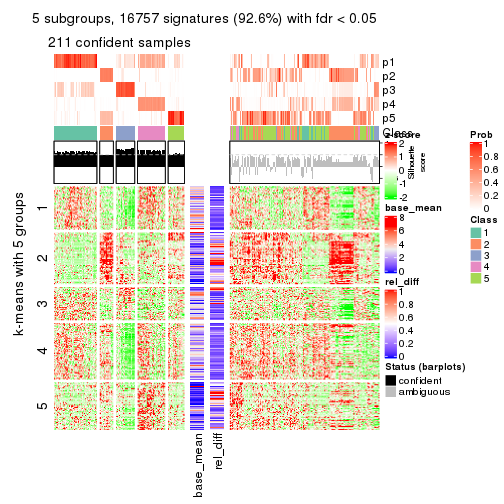 5 subgroups, 16757 signatures (92.6%) with fdr < 0.05
211 confident samples
p1
p2
p3
p4
p5
Class
k-means with 5 groups
1
2
3
4
5
base_mean
rel_diff
z-score
2
1
0
-1
-2
Silhouette
score
base_mean
8
6
4
2
0
rel_diff
1
0.8
0.6
0.4
0.2
0
Status (barplots)
confident
ambiguous
Prob
1
0.8
0.6
0.4
0.2
0
Class
1
2
3
4
5